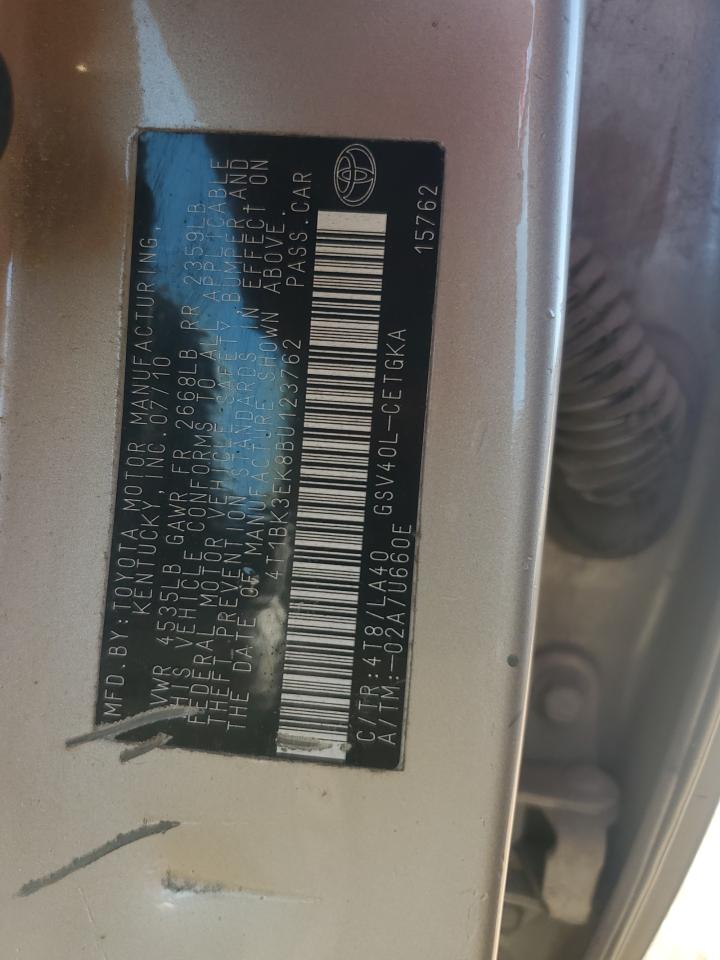 MFD.BY:TOYOTA MOTOR MANUFACTURING,
KENTUCKY, INC. 07/10
GVWR 4535LB GAWR FR 2668LB RR 2359LB
THIS VEHICLE CONFORMS TO ALL APPLICABLE
FEDERAL MOTOR VEHICLE SAFETY, BUMPER AND
THEFT PREVENTION STANDARDS IN EFFECT ON
THE DATE OF MANUFACTURE SHOWN ABOVE.
4T1BK3EK8BU123762 PASS.CAR
C/TR:4T8/LA40 GSV40L-CETGKA
A/TM:-02A/U660E 15762